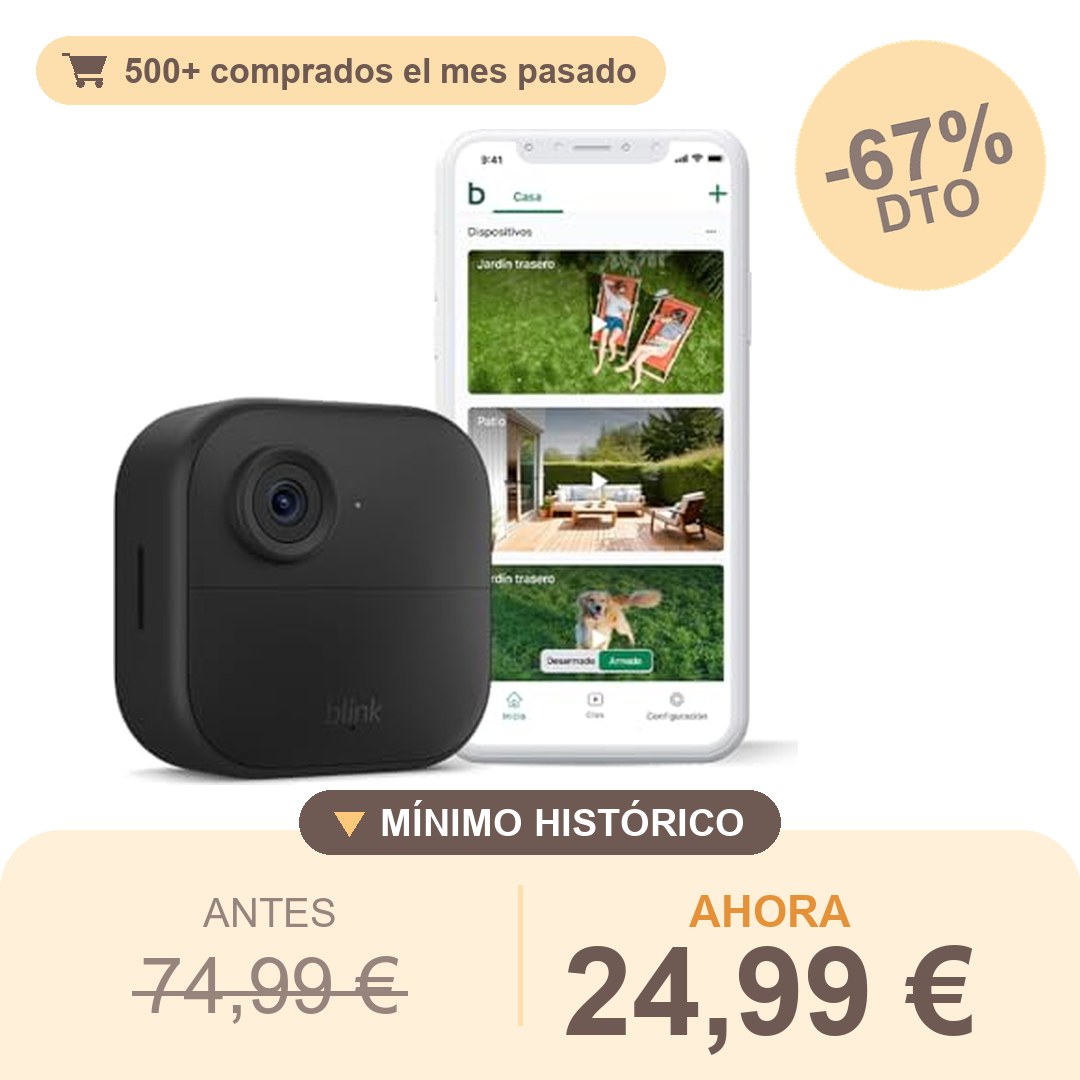 500+ comprados el mes pasado
-67%
DTO
9:41
b
Casa
+
Dispositivos
Jardín trasero
Patio
rdín trasero
Desarmado Armado
Inicio Clips Configuración
blink
MÍNIMO HISTÓRICO
ANTES
74,99 €
AHORA
24,99 €